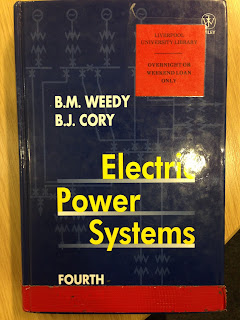 LIVERPOOL
UNIVERSITY LIBRARY
OVERNIGHT OR
WEEKEND LOAN
ONLY
B.M. WEEDY
B.J. CORY
Electric
Power
Systems
FOURTH